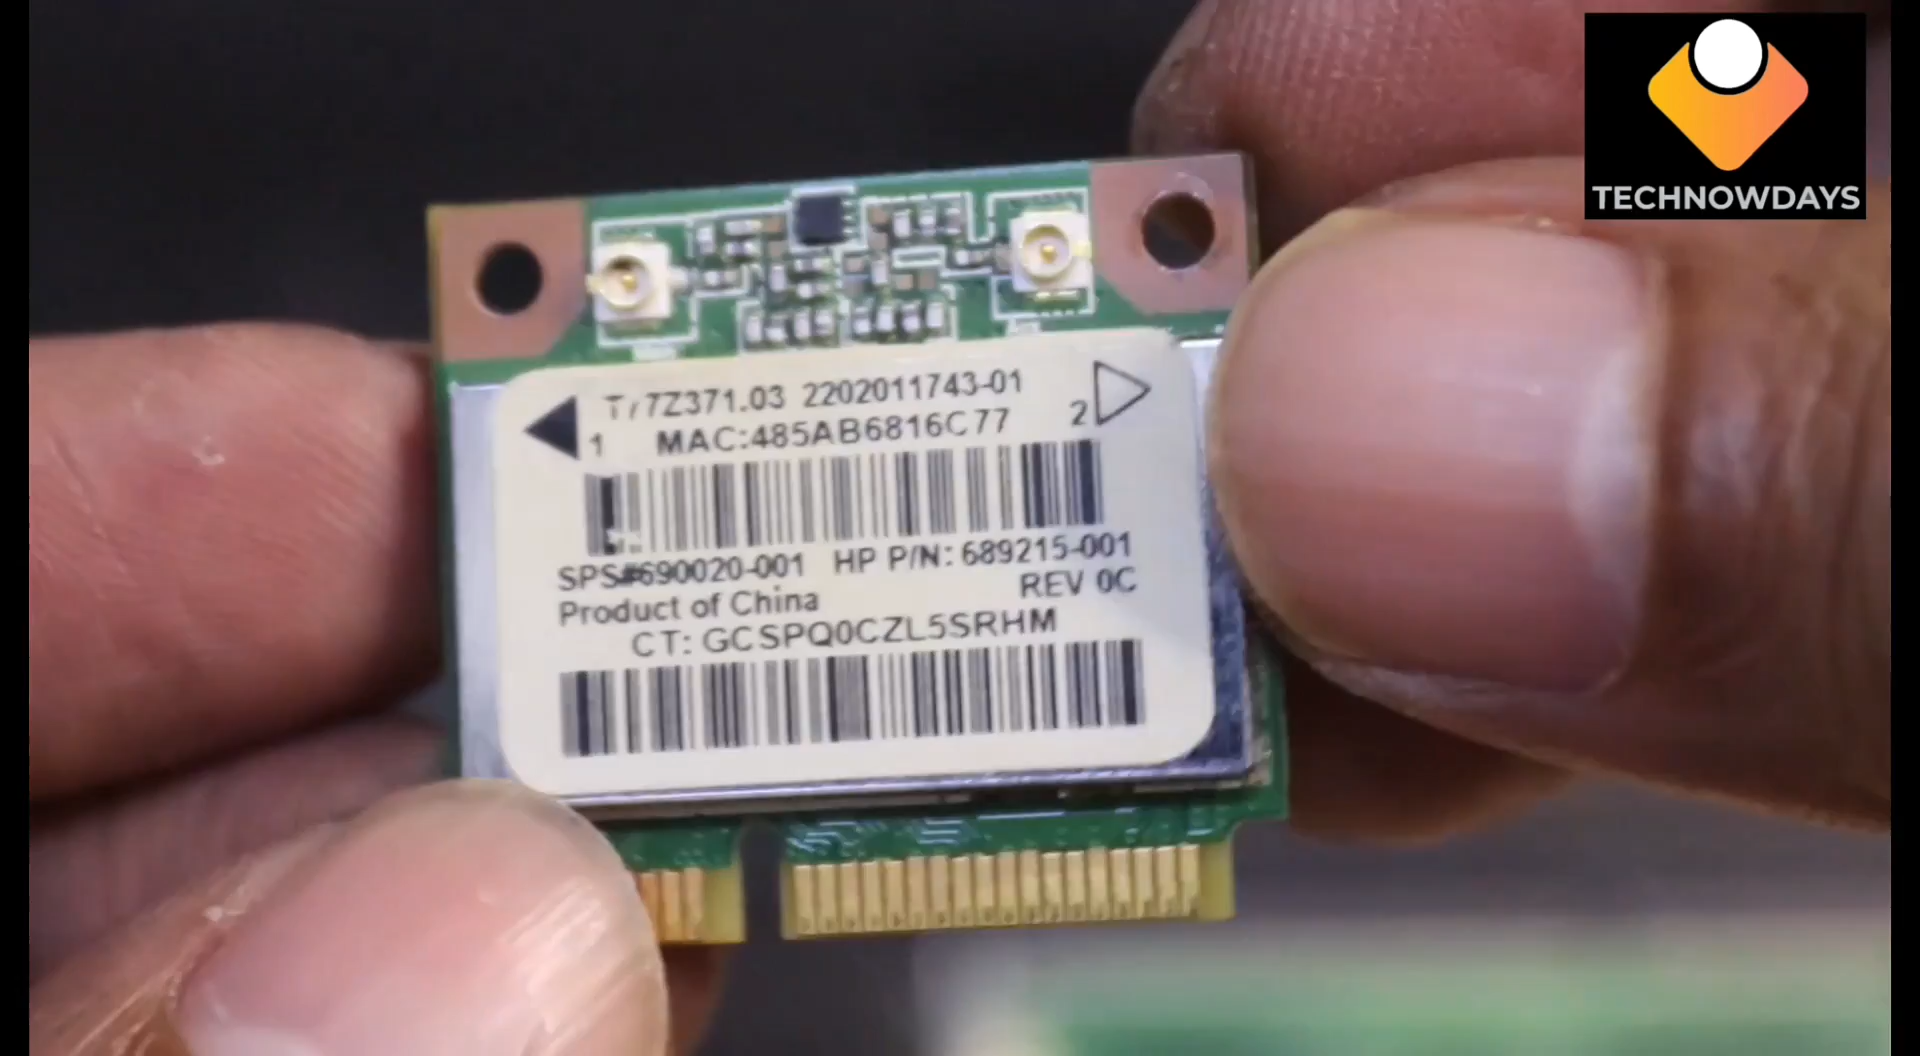 TECHNOWDAYS
T/7Z371.03 2202011743-01
1 MAC:485AB6816C77 2
SPS#690020-001 HP P/N: 689215-001
Product of China REV 0C
CT: GCSPQ0CZL5SRHM